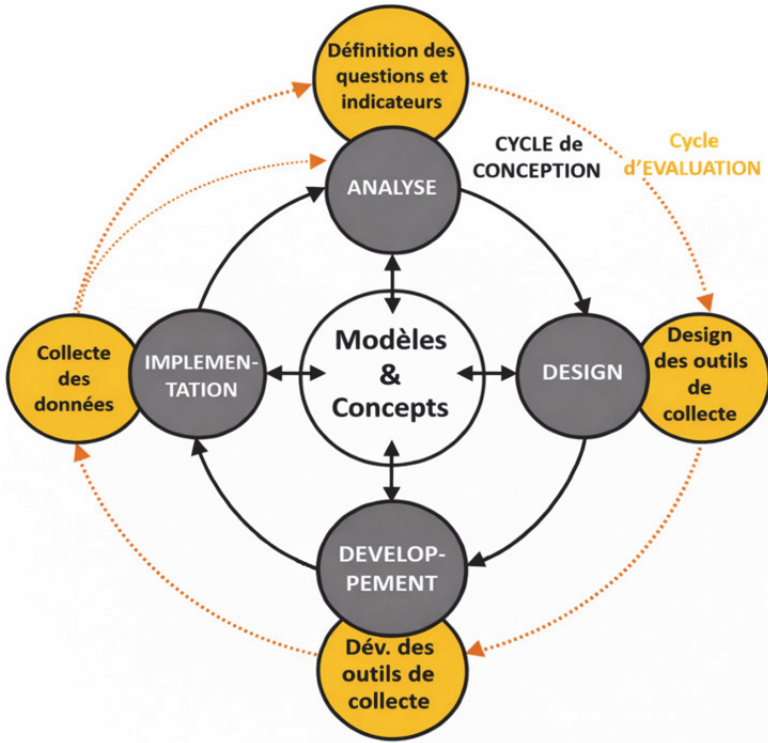 Définition des
questions et
indicateurs
ANALYSE
CYCLE de
CONCEPTION
Cycle
d'EVALUATION
Collecte
des
données
IMPLEMEN-
TATION
Modèles
&
Concepts
DESIGN
Design
des outils
de
collecte
DEVELOP-
PEMENT
Dév. des
outils de
collecte